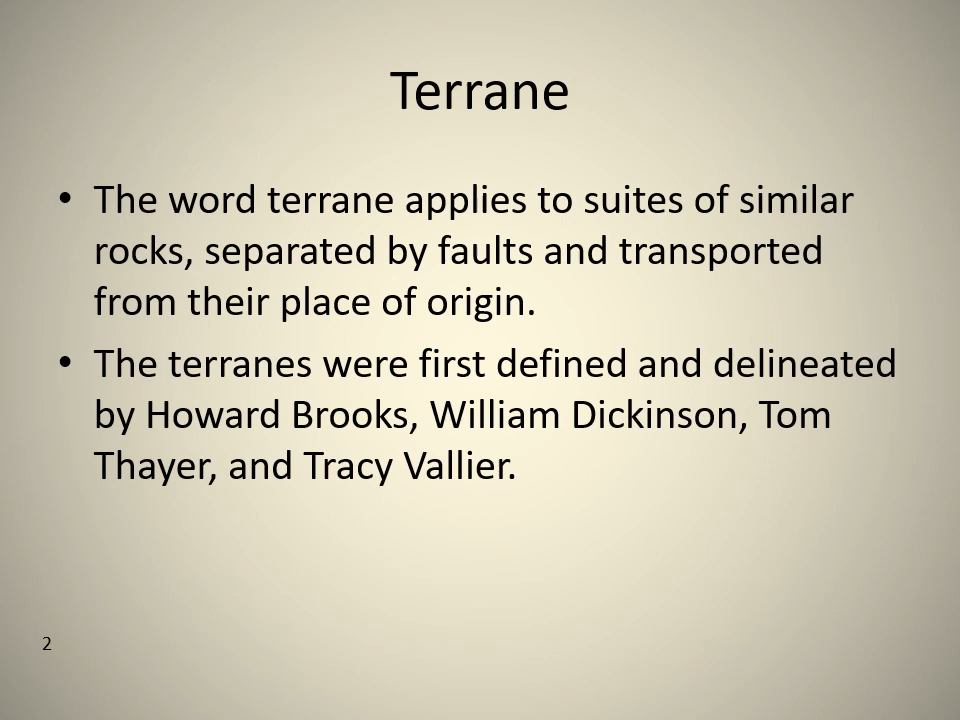 Terrane
• The word terrane applies to suites of similar
rocks, separated by faults and transported
from their place of origin.
• The terranes were first defined and delineated
by Howard Brooks, William Dickinson, Tom
Thayer, and Tracy Vallier.
2